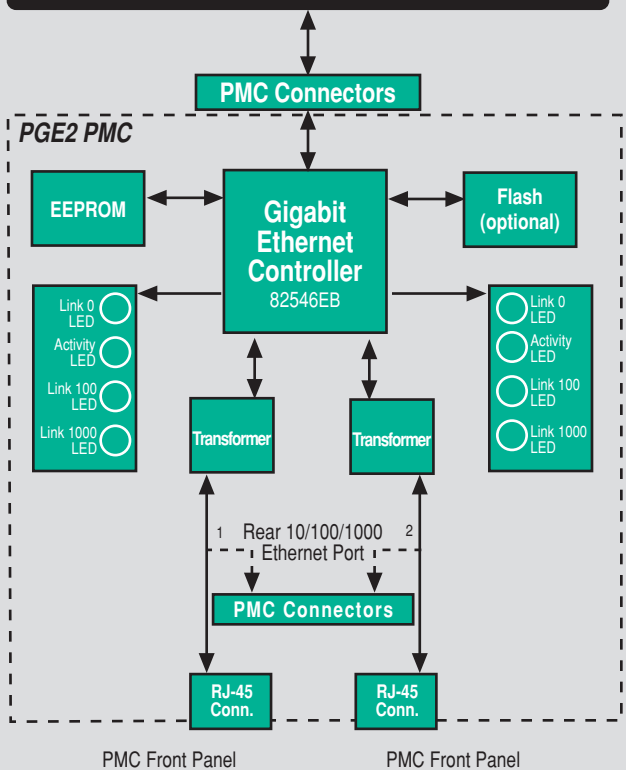 PMC Connectors
PGE2 PMC
EEPROM
Gigabit
Ethernet
Controller
82546EB
Flash
(optional)
Link 0
LED
Activity
LED
Link 100
LED
Link 1000
LED
Link 0
LED
Activity
LED
Link 100
LED
Link 1000
LED
Transformer
Transformer
1 Rear 10/100/1000 2
Ethernet Port
PMC Connectors
RJ-45
Conn.
RJ-45
Conn.
PMC Front Panel
PMC Front Panel